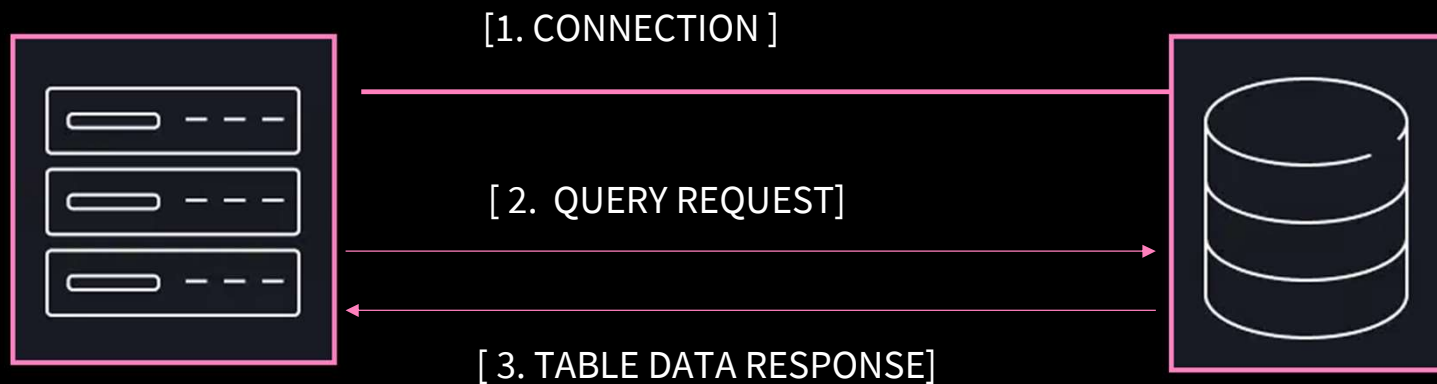 [1. CONNECTION ]
[ 2. QUERY REQUEST]
[ 3. TABLE DATA RESPONSE]